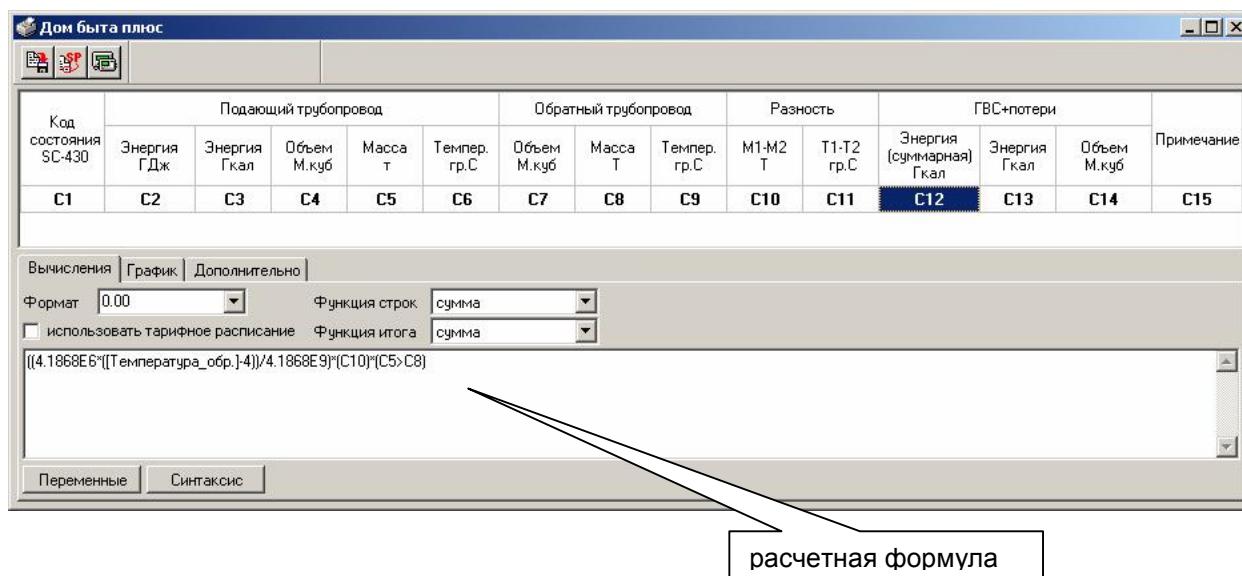 Дом быта плюс
Код состояния SC-430
Подающий трубопровод
Обратный трубопровод
Разность
ГВС+потери
Примечание
Энергия ГДж
Энергия Гкал
Объем М.куб
Масса т
Темпер. гр.С
Объем М.куб
Масса Т
Темпер. гр.С
М1-М2 Т
Т1-Т2 гр.С
Энергия (суммарная) Гкал
Энергия Гкал
Объем М.куб
C1 C2 C3 C4 C5 C6 C7 C8 C9 C10 C11 C12 C13 C14 C15
Вычисления График Дополнительно
Формат 0.00 Функция строк сумма
использовать тарифное расписание Функция итога сумма
((4.1868E6*([Температура_обр.]-4))/4.1868E9)*(C10)*(C5>C8)
Переменные Синтаксис
расчетная формула